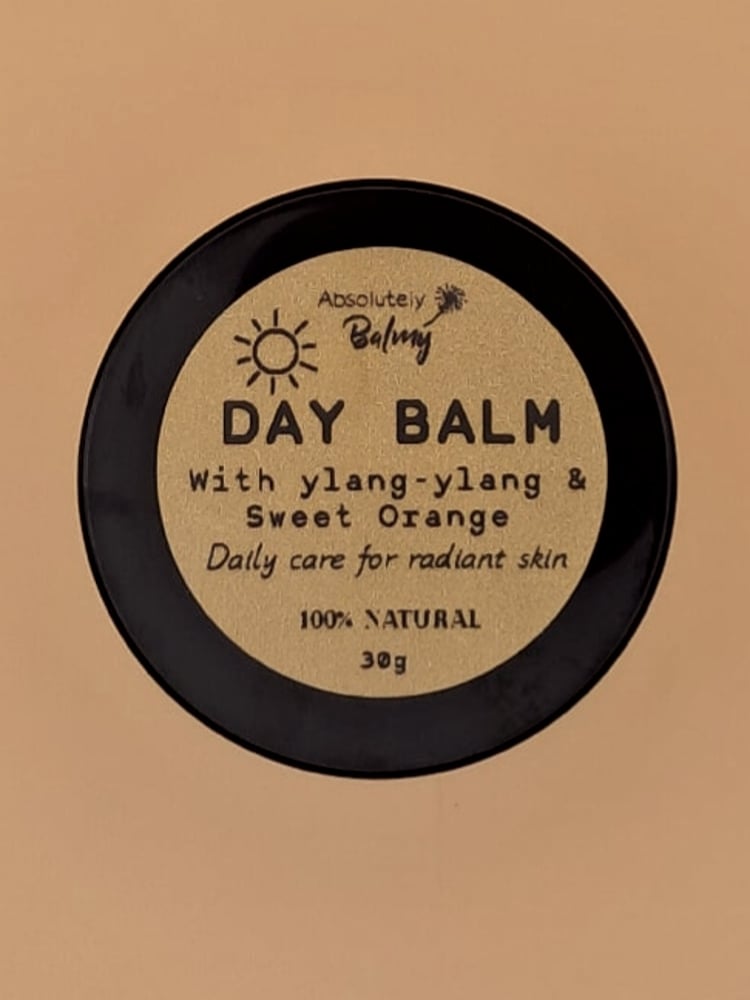 Absolutely
Balmy
DAY BALM
With ylang-ylang &
Sweet Orange
Daily care for radiant skin
100% NATURAL
30g